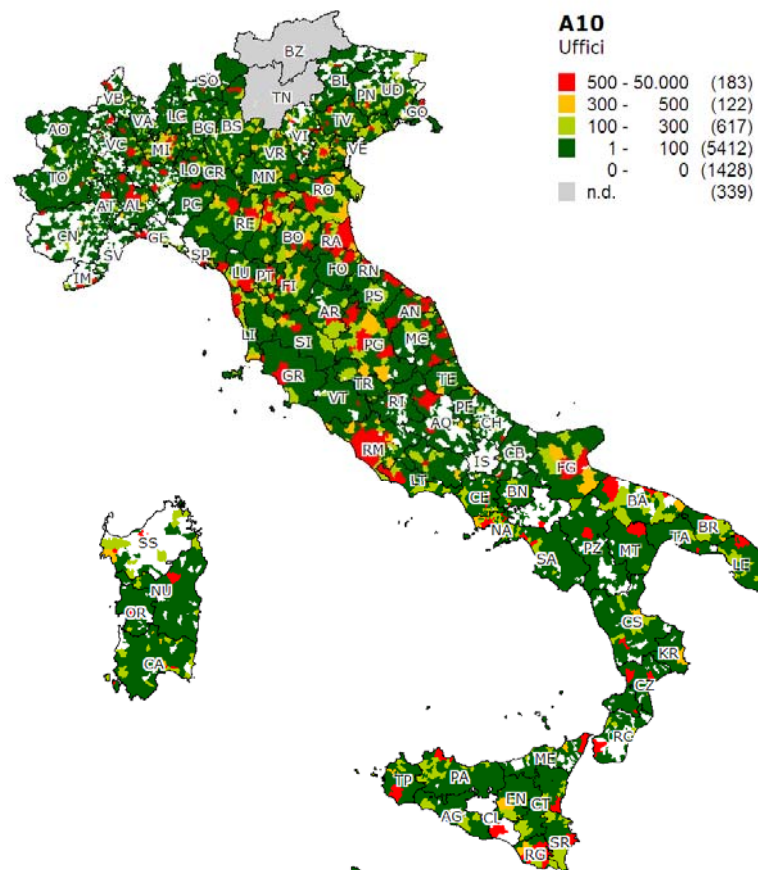 A10
Uffici
500 - 50.000 (183)
300 - 500 (122)
100 - 300 (617)
1 - 100 (5412)
0 - 0 (1428)
n.d. (339)
BZ
SO
BL
TN
UD
PN
VB
AO
VA
LC
BG
BS
TV
GO
VI
VC
MI
VR
VE
TO
LO
CR
MN
RO
AT
AL
PC
RE
CN
GE
BO
RA
SV
SP
FO
RN
IM
LU
PT
FI
PS
AR
AN
LI
SI
PG
MC
GR
TR
TE
VT
RI
PE
AQ
CH
RM
IS
CB
FG
LT
CE
BN
BA
NA
BR
SS
PZ
MT
TA
LE
SA
NU
OR
CS
CA
KR
CZ
RC
ME
TP
PA
EN
CT
AG
CL
SR
RG